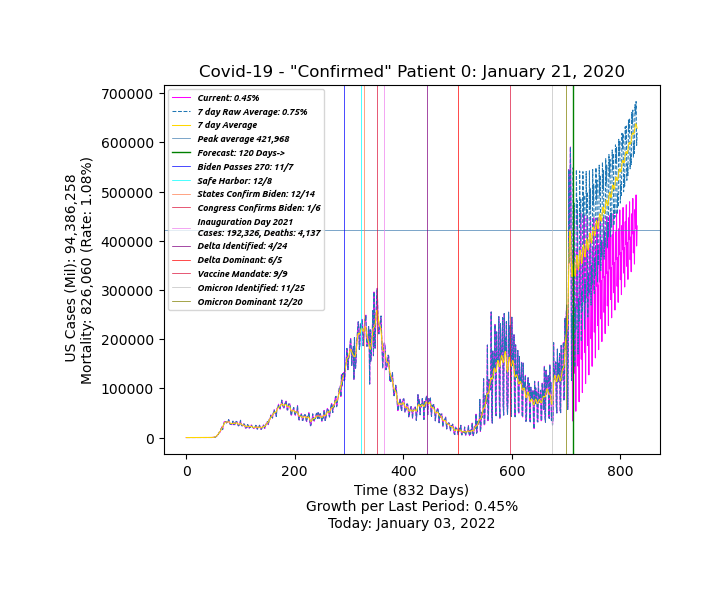 Covid-19 - "Confirmed" Patient 0: January 21, 2020
700000
600000
500000
400000
300000
200000
100000
0
US Cases (Mil): 94,386,258
Mortality: 826,060 (Rate: 1.08%)
Current: 0.45%
7 day Raw Average: 0.75%
7 day Average
Peak average 421,968
Forecast: 120 Days->
Biden Passes 270: 11/7
Safe Harbor: 12/8
States Confirm Biden: 12/14
Congress Confirms Biden: 1/6
Inauguration Day 2021
Cases: 192,326, Deaths: 4,137
Delta Identified: 4/24
Delta Dominant: 6/5
Vaccine Mandate: 9/9
Omicron Identified: 11/25
Omicron Dominant 12/20
0 200 400 600 800
Time (832 Days)
Growth per Last Period: 0.45%
Today: January 03, 2022